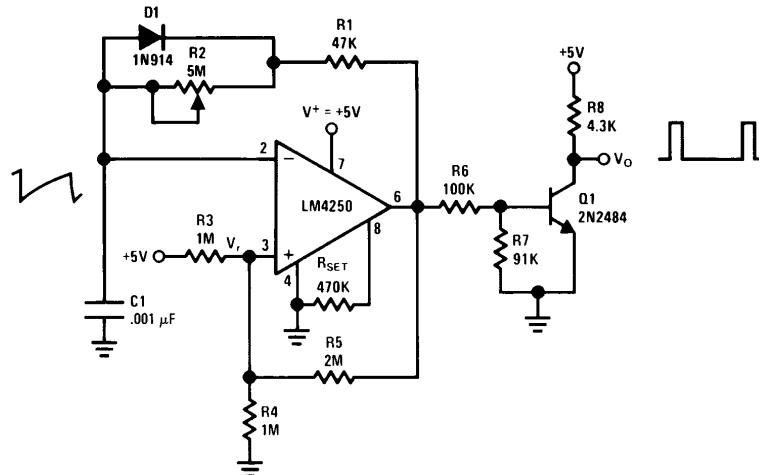 D1
1N914
R2
5M
R1
47K
V+ = +5V
7
2
−
LM4250
6
8
+5V
R3
1M
Vr
3
+
4
RSET
470K
C1
.001 μF
R5
2M
R4
1M
R6
100K
R7
91K
+5V
R8
4.3K
VO
Q1
2N2484